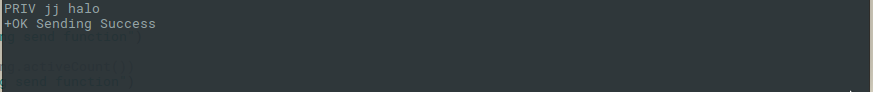 PRIV jj halo
+OK Sending Success